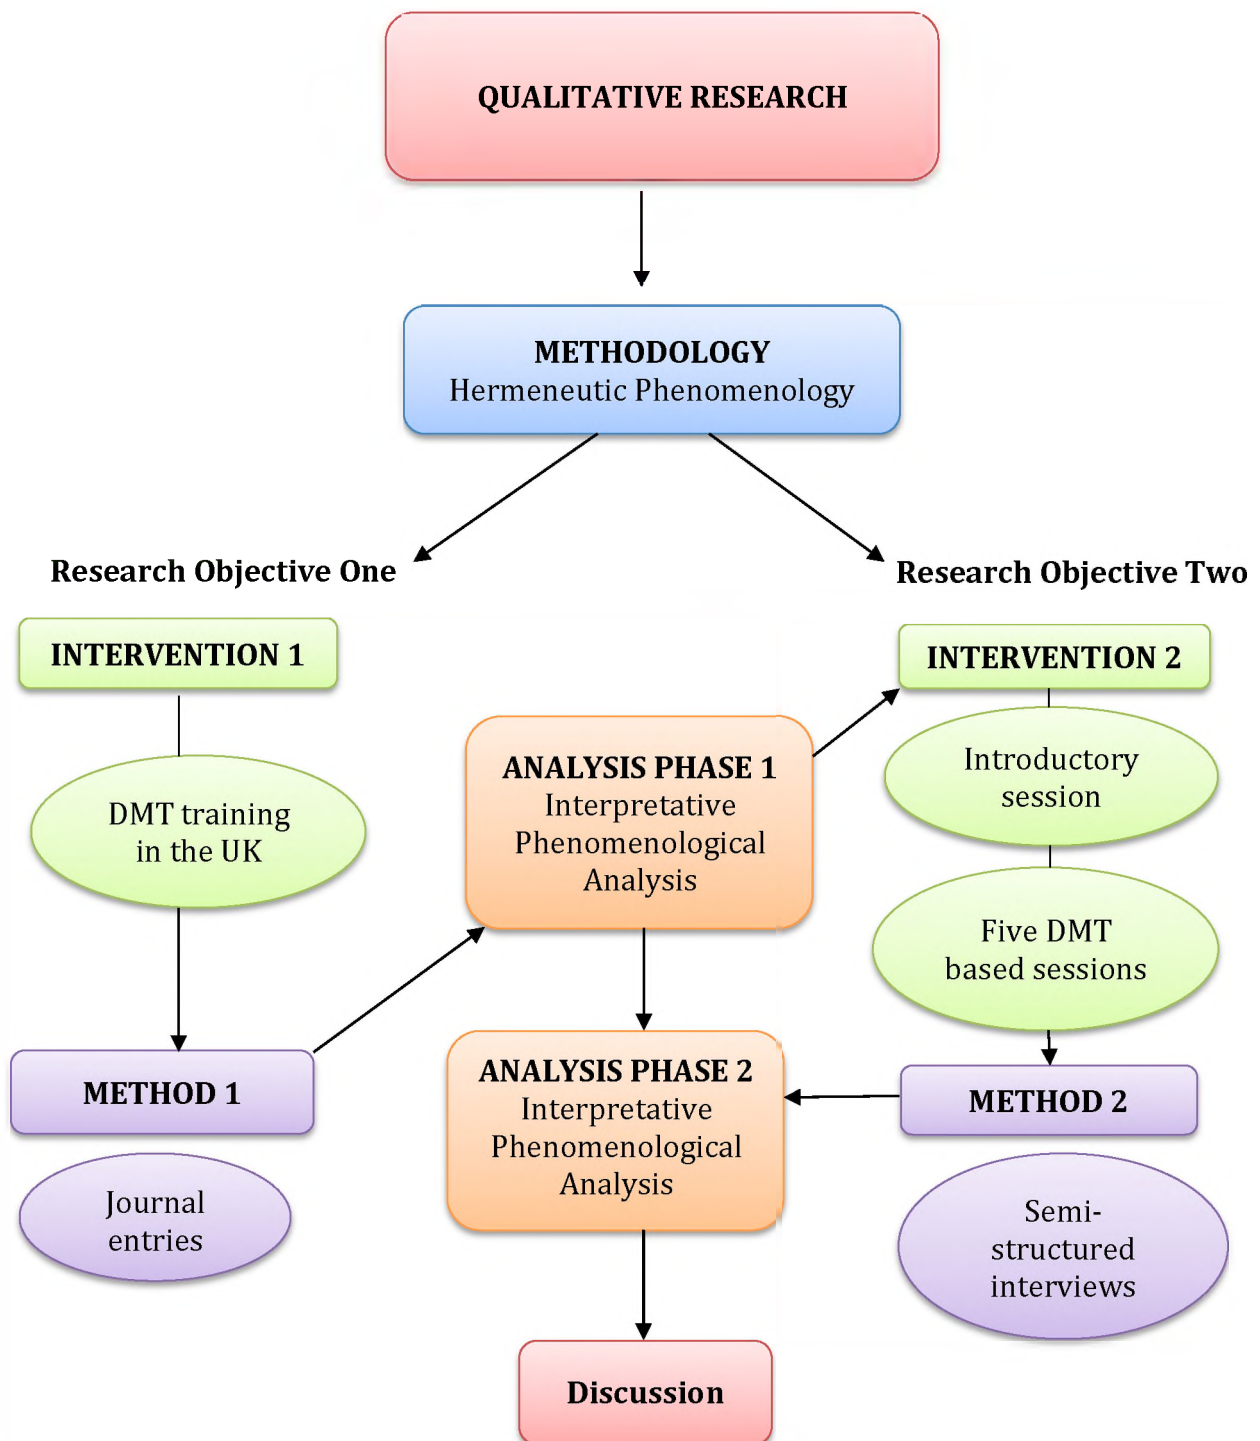 QUALITATIVE RESEARCH
METHODOLOGY
Hermeneutic Phenomenology
Research Objective One
Research Objective Two
INTERVENTION 1
DMT training
in the UK
METHOD 1
Journal
entries
ANALYSIS PHASE 1
Interpretative
Phenomenological
Analysis
ANALYSIS PHASE 2
Interpretative
Phenomenological
Analysis
Discussion
INTERVENTION 2
Introductory
session
Five DMT
based sessions
METHOD 2
Semi-
structured
interviews